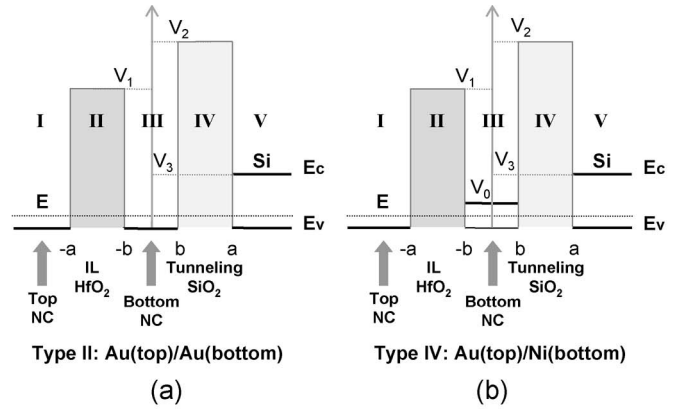 V2
V1
I II III IV V
V3 Si Ec
E
Ev
-a -b b a
IL
HfO2
Tunneling
SiO2
Top
NC
Bottom
NC
Type II: Au(top)/Au(bottom)
(a)
V2
V1
I II III IV V
V3 Si Ec
V0
E
Ev
-a -b b a
IL
HfO2
Tunneling
SiO2
Top
NC
Bottom
NC
Type IV: Au(top)/Ni(bottom)
(b)